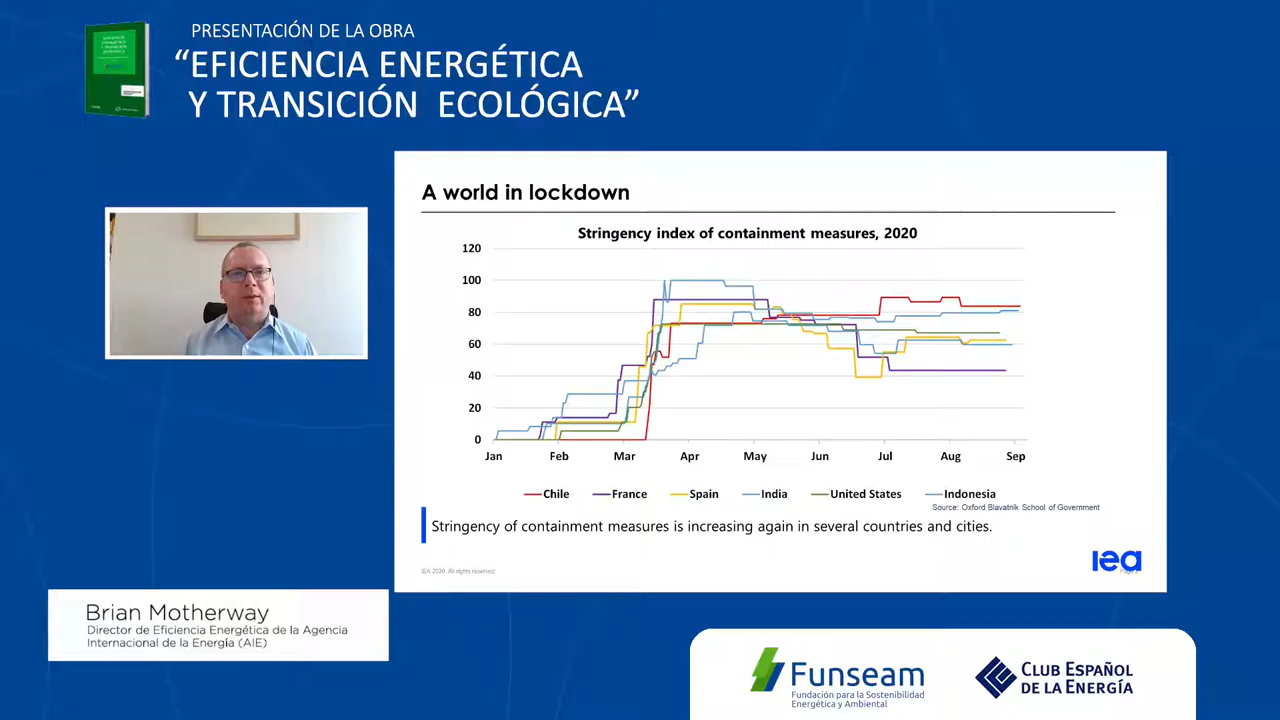 PRESENTACIÓN DE LA OBRA
“EFICIENCIA ENERGÉTICA
Y TRANSICIÓN ECOLÓGICA”
A world in lockdown
Stringency index of containment measures, 2020
120
100
80
60
40
20
0
Jan Feb Mar Apr May Jun Jul Aug Sep
Chile France Spain India United States Indonesia
Source: Oxford Blavatnik School of Government
Stringency of containment measures is increasing again in several countries and cities.
iea
IEA 2020. All rights reserved.
Page
Brian Motherway
Director de Eficiencia Energética de la Agencia
Internacional de la Energía (AIE)
Funseam
Fundación para la Sostenibilidad
Energética y Ambiental
CLUB ESPAÑOL
DE LA ENERGÍA